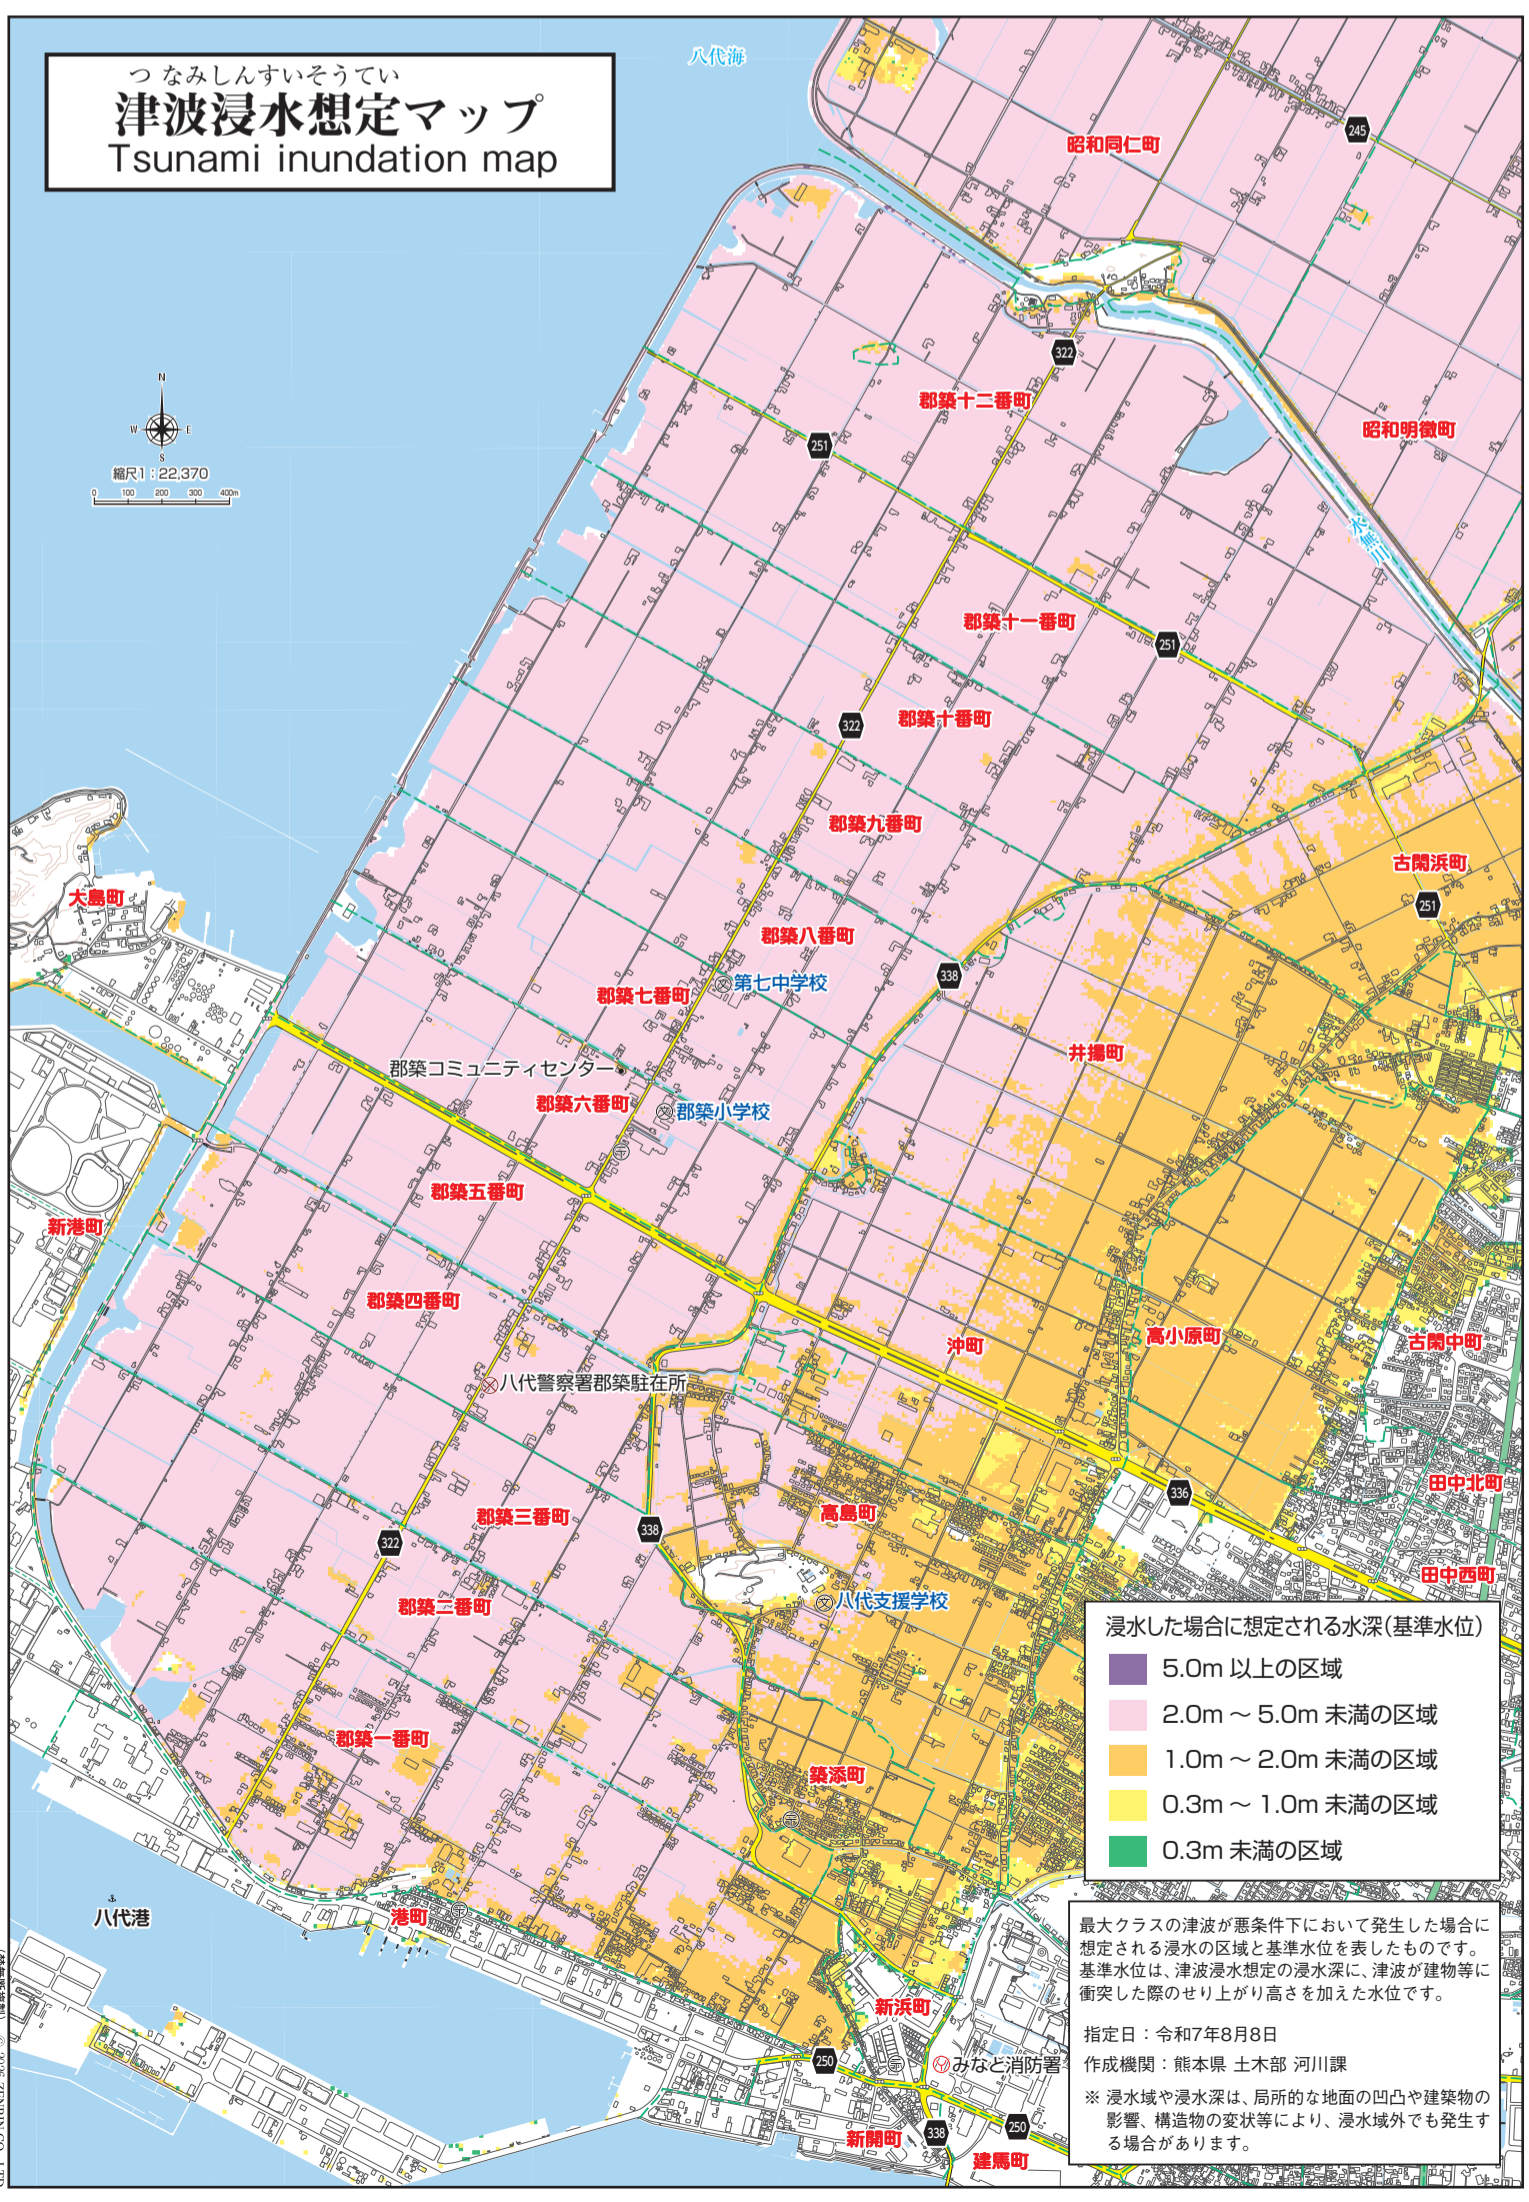 つ なみしんすいそうてい
津波浸水想定マップ
Tsunami inundation map
八代海
245
昭和同仁町
322
N
W E
S
縮尺1：22,370
0 100 200 300 400m
郡築十二番町
251
昭和明徴町
水無川
郡築十一番町
251
322
郡築十番町
郡築九番町
古閑浜町
251
大島町
郡築八番町
338
第七中学校
郡築七番町
井揚町
郡築コミュニティセンター
郡築六番町
郡築小学校
郡築五番町
新港町
郡築四番町
沖町
高小原町
古閑中町
八代警察署郡築駐在所
田中北町
336
郡築三番町
高島町
338
322
田中西町
郡築二番町
八代支援学校
郡築一番町
築添町
浸水した場合に想定される水深（基準水位）
5.0m 以上の区域
2.0m ～ 5.0m 未満の区域
1.0m ～ 2.0m 未満の区域
0.3m ～ 1.0m 未満の区域
0.3m 未満の区域
八代港
港町
新浜町
みなと消防署
250
新開町
338
250
建馬町
最大クラスの津波が悪条件下において発生した場合に
想定される浸水の区域と基準水位を表したものです。
基準水位は、津波浸水想定の浸水深に、津波が建物等に
衝突した際のせり上がり高さを加えた水位です。
指定日：令和7年8月8日
作成機関：熊本県 土木部 河川課
※ 浸水域や浸水深は、局所的な地面の凹凸や建築物の
影響、構造物の変状等により、浸水域外でも発生す
る場合があります。